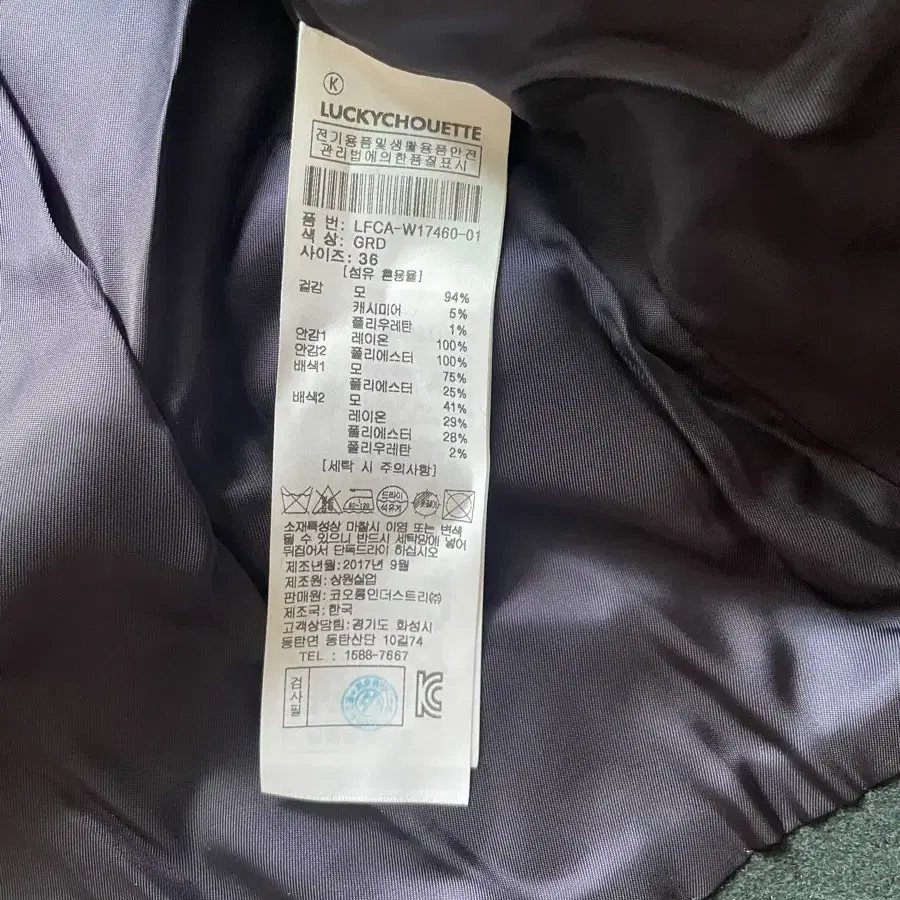 K
LUCKYCHOUETTE
전기용품및생활용품안전
관리법에의한품질표시
품 번: LFCA-W17460-01
색 상: GRD
사이즈: 36
[섬유 혼용율]
겉감 모 94%
캐시미어 5%
폴리우레탄 1%
안감1 레이온 100%
안감2 폴리에스터 100%
배색1 모 75%
폴리에스터 25%
배색2 모 41%
레이온 29%
폴리에스터 28%
폴리우레탄 2%
[세탁 시 주의사항]
드라이
석유계
소재특성상 마찰시 이염 또는 변색
될 수 있으니 반드시 세탁망에 넣어
뒤집어서 단독드라이 하십시오
제조년월: 2017년 9월
제조원: 상원실업
판매원: 코오롱인더스트리㈜
제조국: 한국
고객상담팀: 경기도 화성시
동탄면 동탄산단 10길74
TEL : 1588-7667
검사필